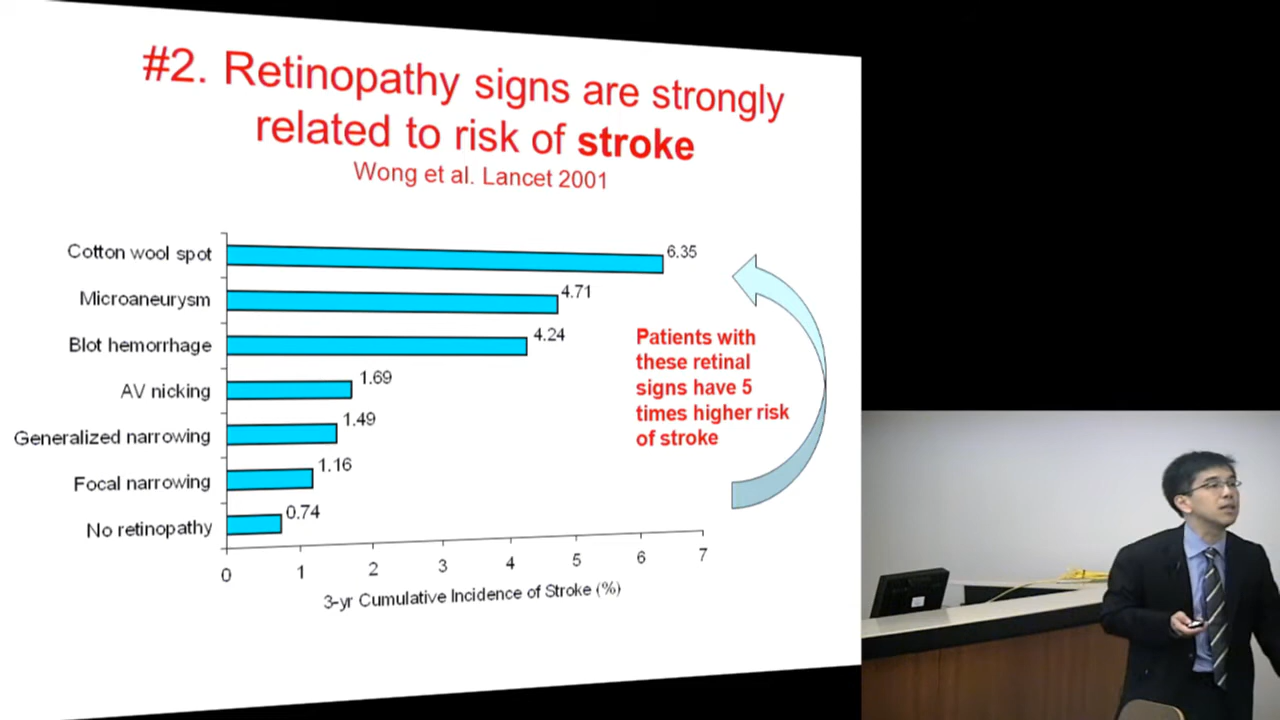 #2. Retinopathy signs are strongly
related to risk of stroke
Wong et al. Lancet 2001
Cotton wool spot
6.35
Microaneurysm
4.71
Blot hemorrhage
4.24
AV nicking
1.69
Generalized narrowing
1.49
Focal narrowing
1.16
No retinopathy
0.74
Patients with
these retinal
signs have 5
times higher risk
of stroke
0 1 2 3 4 5 6 7
3-yr Cumulative Incidence of Stroke (%)